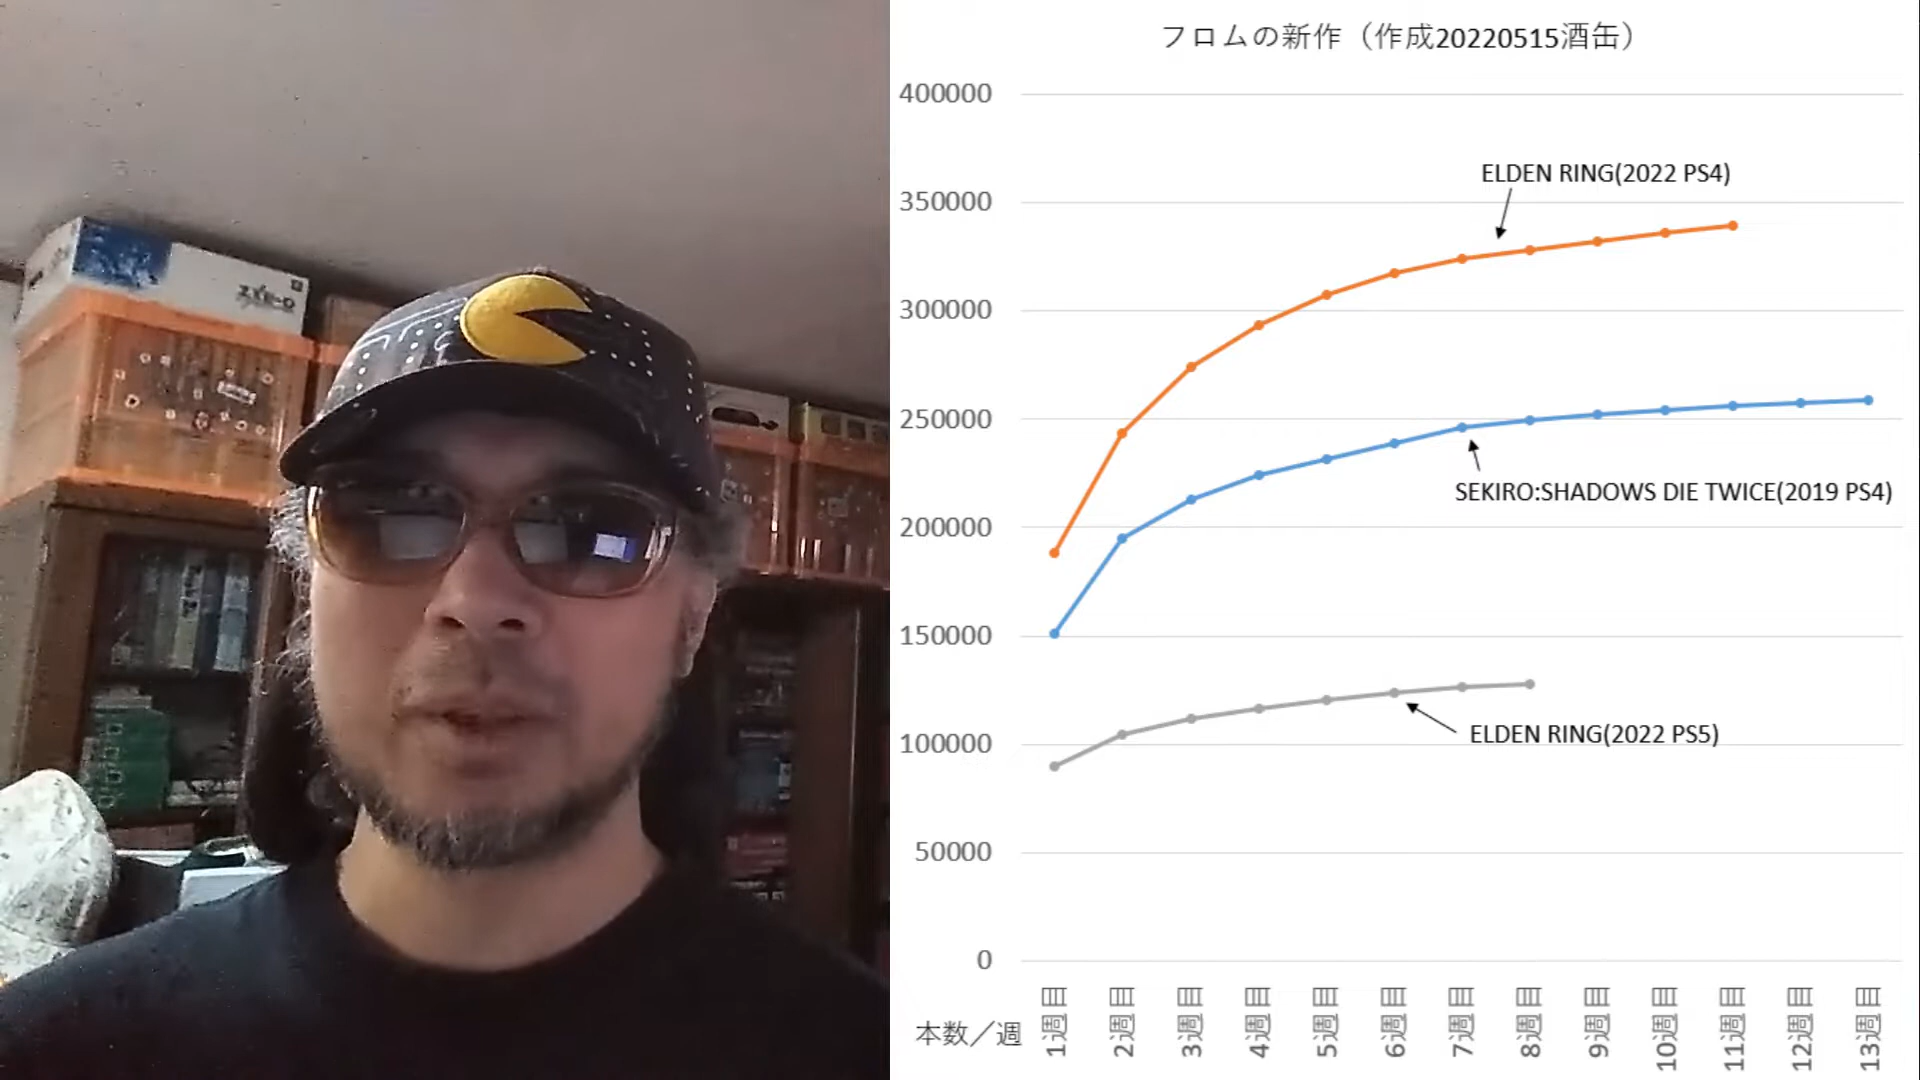 フロムの新作（作成20220515酒缶）
400000
350000
300000
250000
200000
150000
100000
50000
0
ELDEN RING(2022 PS4)
SEKIRO:SHADOWS DIE TWICE(2019 PS4)
ELDEN RING(2022 PS5)
本数／週
1週目
2週目
3週目
4週目
5週目
6週目
7週目
8週目
9週目
10週目
11週目
12週目
13週目